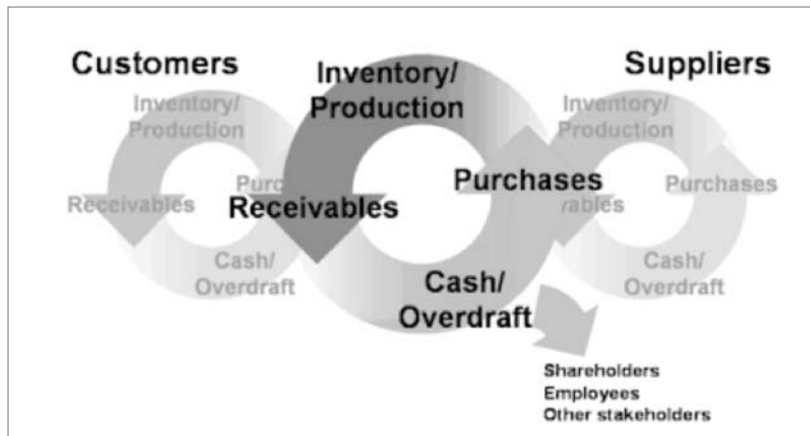 Customers
Inventory/
Production
Receivables
Cash/
Overdraft
Inventory/
Production
Receivables
Purchases
Cash/
Overdraft
Suppliers
Inventory/
Production
Purchases
Cash/
Overdraft
Shareholders
Employees
Other stakeholders